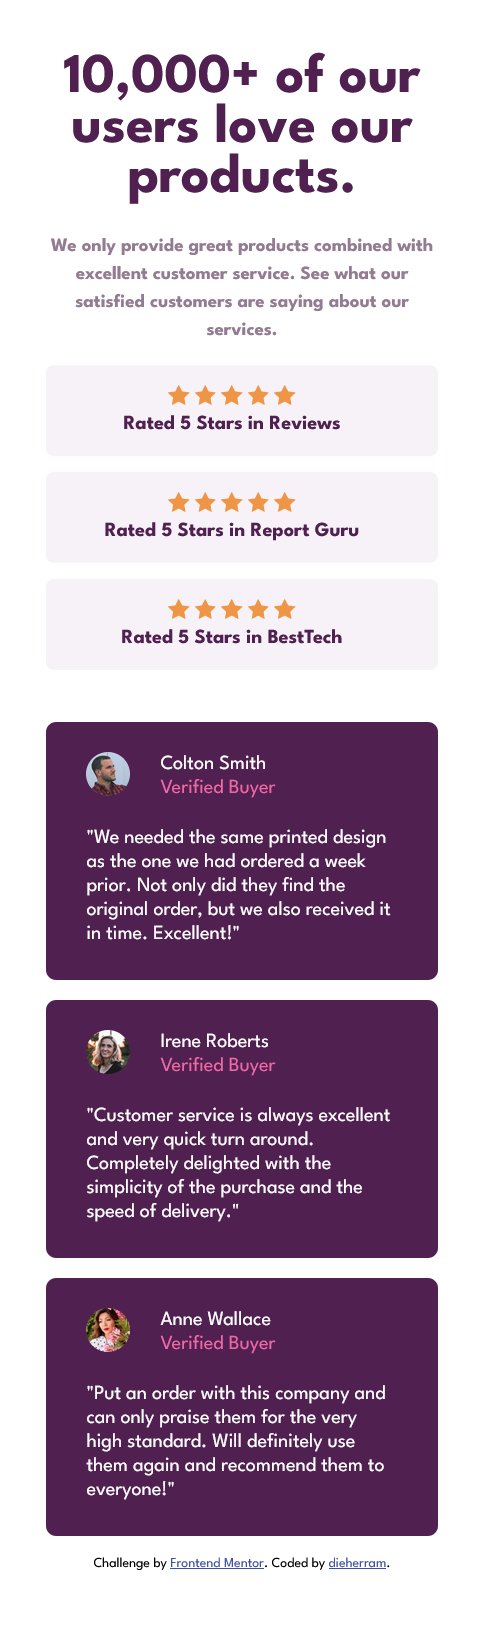 10,000+ of our
users love our
products.
We only provide great products combined with
excellent customer service. See what our
satisfied customers are saying about our
services.
Rated 5 Stars in Reviews
Rated 5 Stars in Report Guru
Rated 5 Stars in BestTech
Colton Smith
Verified Buyer
"We needed the same printed design
as the one we had ordered a week
prior. Not only did they find the
original order, but we also received it
in time. Excellent!"
Irene Roberts
Verified Buyer
"Customer service is always excellent
and very quick turn around.
Completely delighted with the
simplicity of the purchase and the
speed of delivery."
Anne Wallace
Verified Buyer
"Put an order with this company and
can only praise them for the very
high standard. Will definitely use
them again and recommend them to
everyone!"
Challenge by Frontend Mentor. Coded by dieherram.